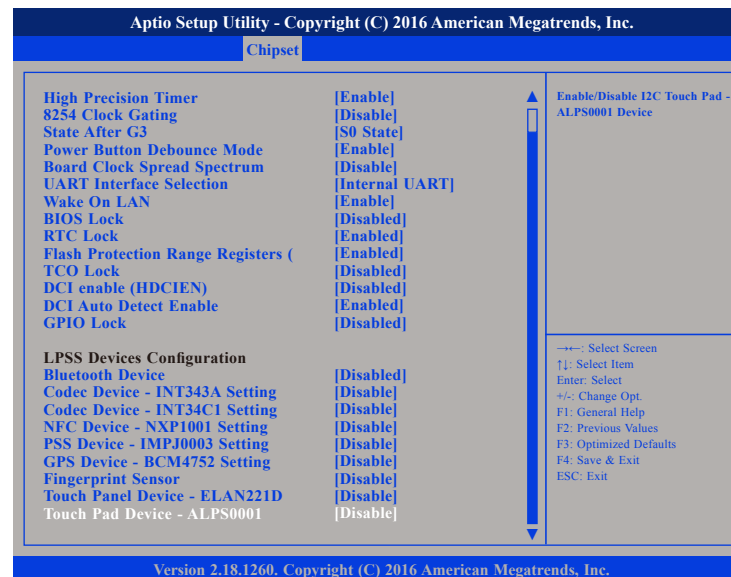 Aptio Setup Utility - Copyright (C) 2016 American Megatrends, Inc.
Chipset
High Precision Timer [Enable]
8254 Clock Gating [Disable]
State After G3 [S0 State]
Power Button Debounce Mode [Enable]
Board Clock Spread Spectrum [Disable]
UART Interface Selection [Internal UART]
Wake On LAN [Enable]
BIOS Lock [Disabled]
RTC Lock [Enabled]
Flash Protection Range Registers ( [Enabled]
TCO Lock [Disabled]
DCI enable (HDCIEN) [Disabled]
DCI Auto Detect Enable [Enabled]
GPIO Lock [Disabled]
LPSS Devices Configuration
Bluetooth Device [Disabled]
Codec Device - INT343A Setting [Disable]
Codec Device - INT34C1 Setting [Disable]
NFC Device - NXP1001 Setting [Disable]
PSS Device - IMPJ0003 Setting [Disable]
GPS Device - BCM4752 Setting [Disable]
Fingerprint Sensor [Disable]
Touch Panel Device - ELAN221D [Disable]
Touch Pad Device - ALPS0001 [Disable]
Enable/Disable I2C Touch Pad -
ALPS0001 Device
→←: Select Screen
↑↓: Select Item
Enter: Select
+/-: Change Opt.
F1: General Help
F2: Previous Values
F3: Optimized Defaults
F4: Save & Exit
ESC: Exit
Version 2.18.1260. Copyright (C) 2016 American Megatrends, Inc.